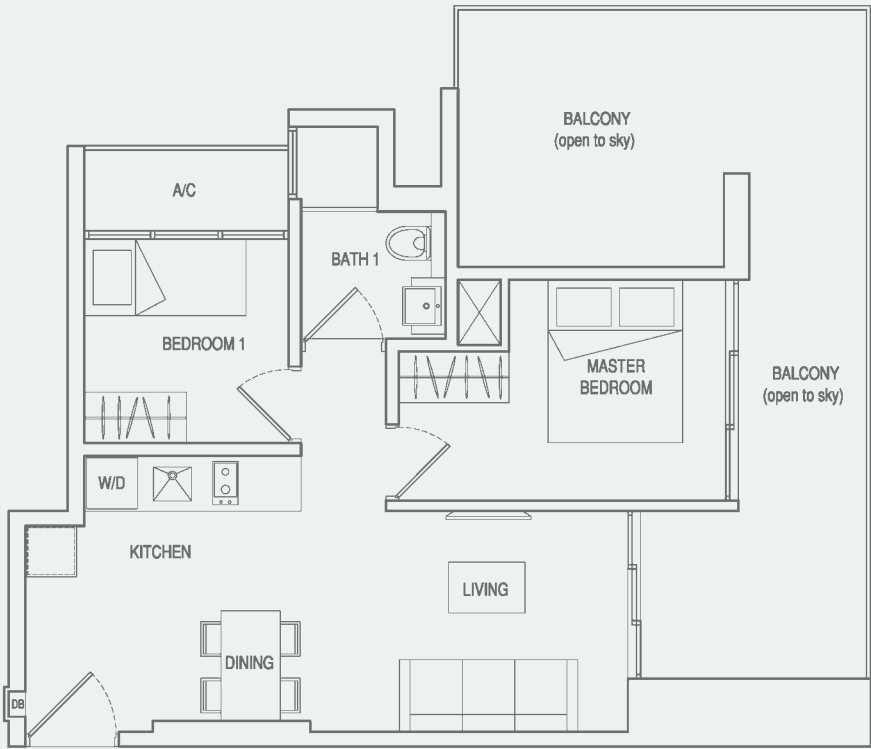 BALCONY
(open to sky)
A/C
BATH 1
BEDROOM 1
MASTER
BEDROOM
BALCONY
(open to sky)
W/D
KITCHEN
LIVING
DINING
DB